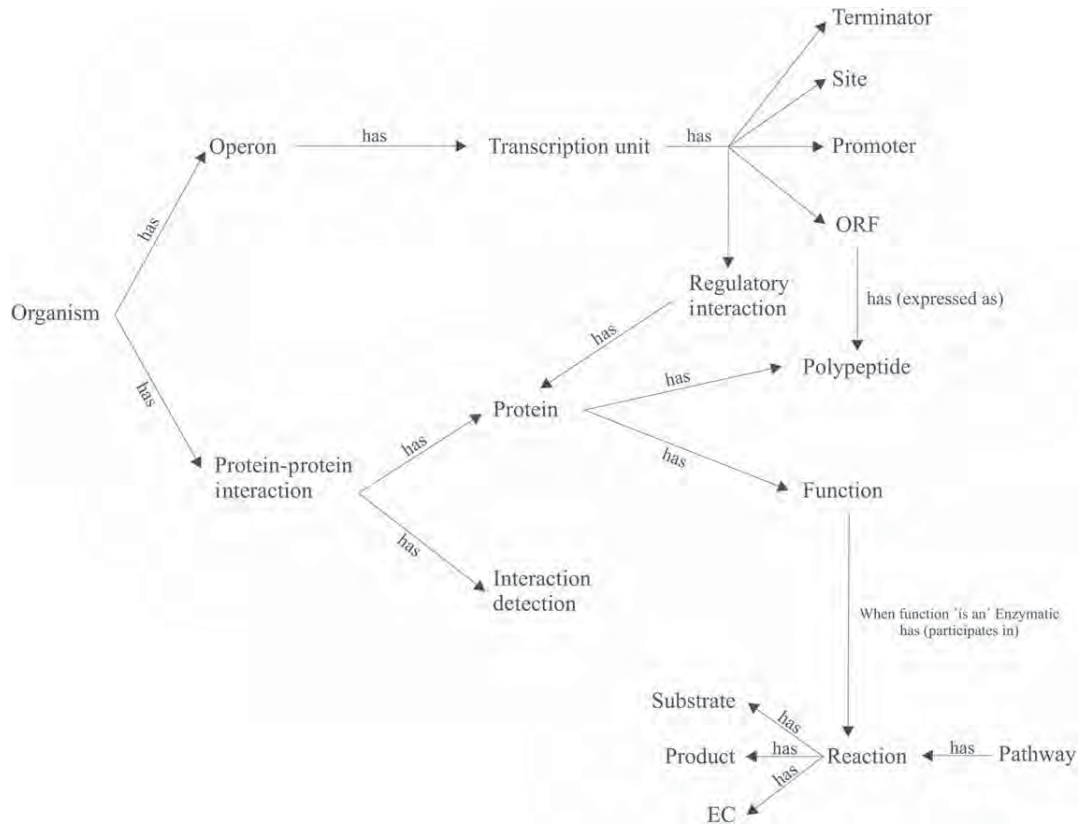 Terminator
Site
Operon
has
Transcription unit
has
Promoter
has
ORF
Regulatory
interaction
has (expressed as)
Organism
has
Polypeptide
has
has
Protein
has
has
Protein-protein
interaction
Function
has
Interaction
detection
When function `is an` Enzymatic
has (participates in)
Substrate
has
Product
has
Reaction
has
Pathway
has
EC